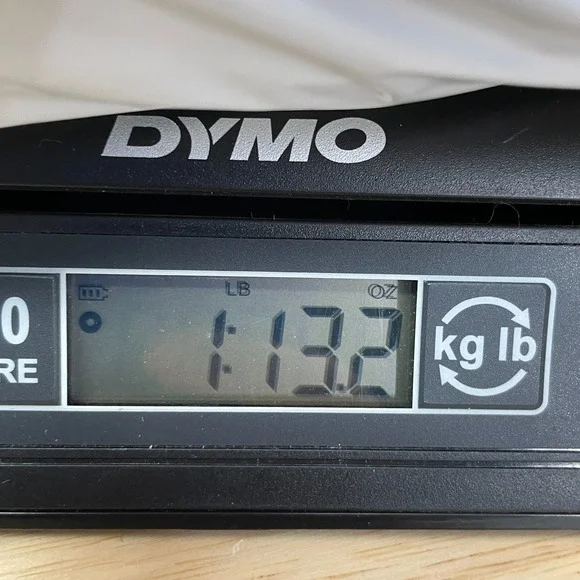 DYMO
LB OZ
1:13.2
0
RE
kg lb